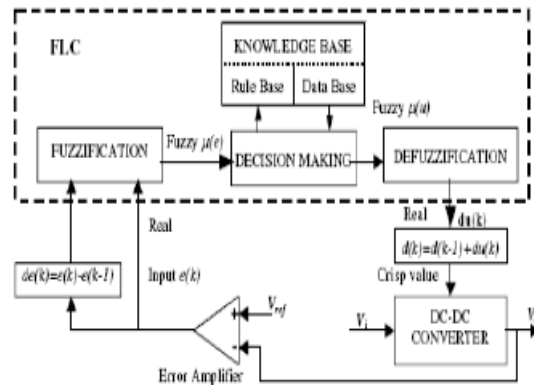 FLC
KNOWLEDGE BASE
Rule Base
Data Base
Fuzzy μ(e)
Fuzzy μ(u)
FUZZIFICATION
DECISION MAKING
DEFUZZIFICATION
Real
Real
du(k)
de(k)=e(k)-e(k-1)
Input e(k)
d(k)=d(k-1)+du(k)
Crisp value
Vref
+
-
Vi
DC-DC
CONVERTER
Error Amplifier